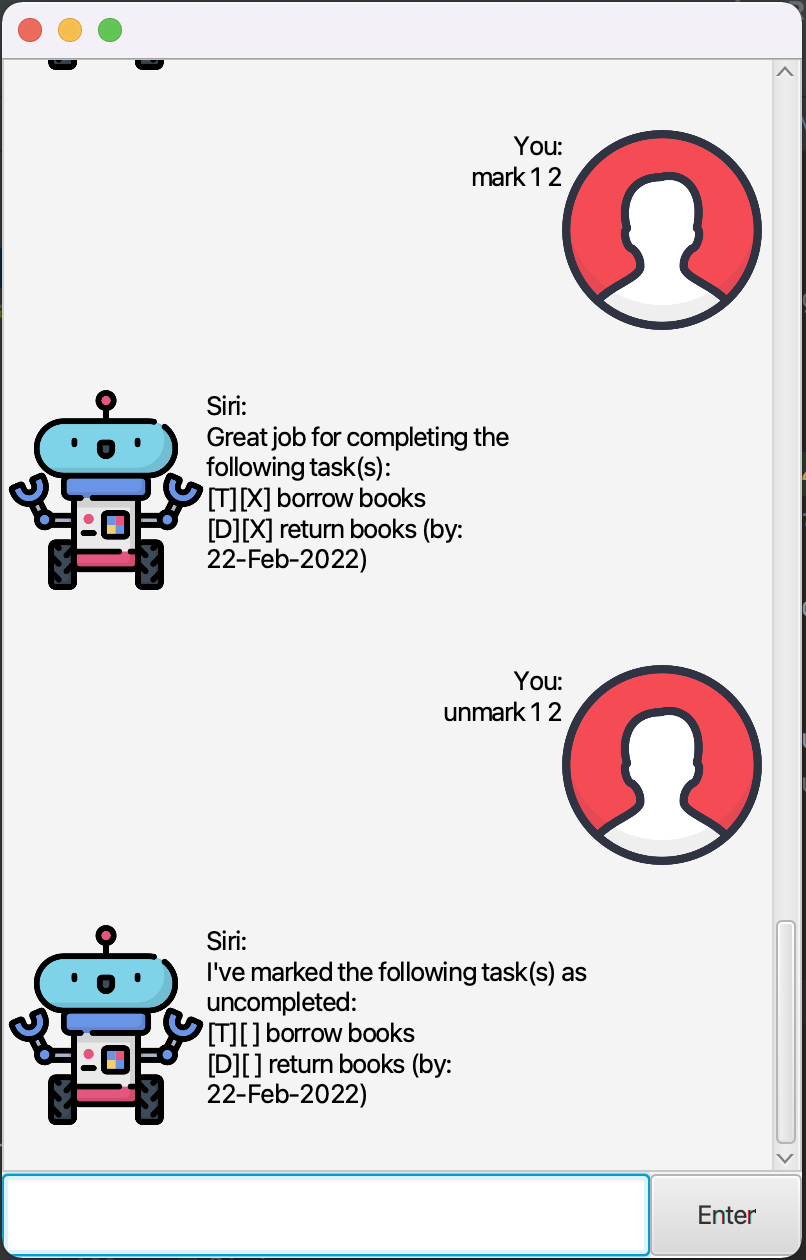 You:
mark 1 2
Siri:
Great job for completing the
following task(s):
[T][X] borrow books
[D][X] return books (by:
22-Feb-2022)
You:
unmark 1 2
Siri:
I've marked the following task(s) as
uncompleted:
[T][ ] borrow books
[D][ ] return books (by:
22-Feb-2022)
Enter